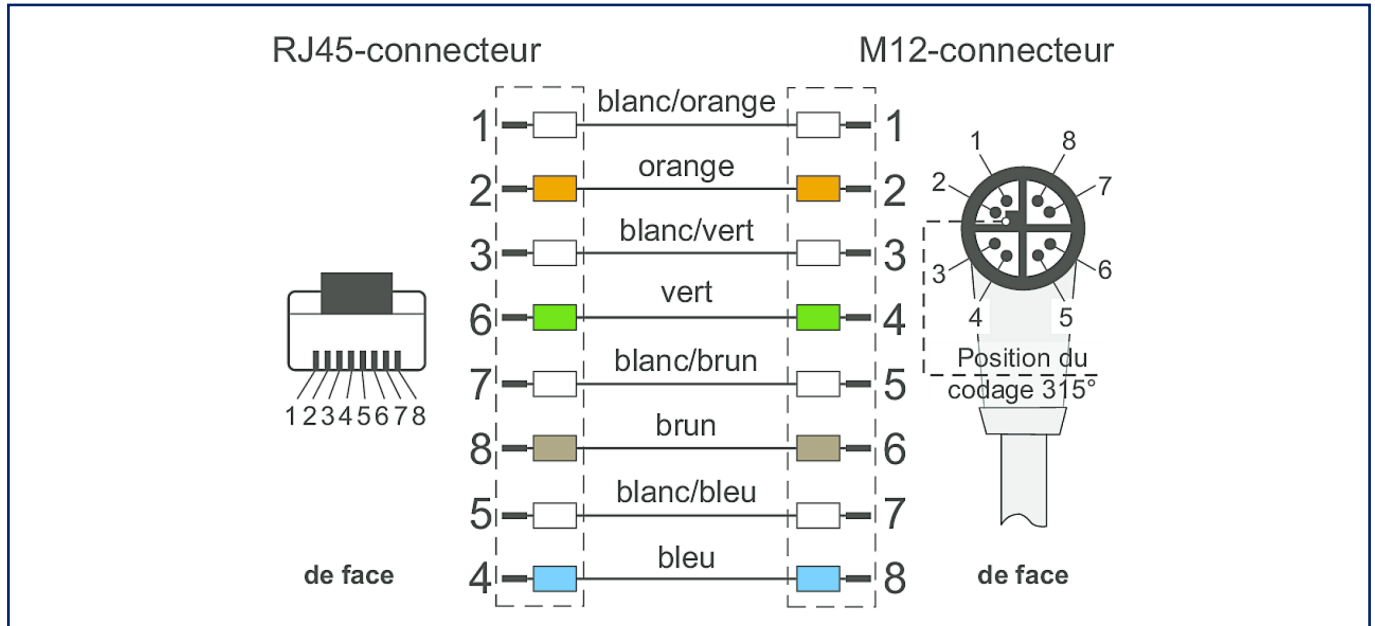 RJ45-connecteur
M12-connecteur
1 blanc/orange 1
2 orange 2
3 blanc/vert 3
6 vert 4
7 blanc/brun 5
8 brun 6
5 blanc/bleu 7
4 bleu 8
12345678
de face
1 8
2 7
3 6
4 5
Position du
codage 315°
de face